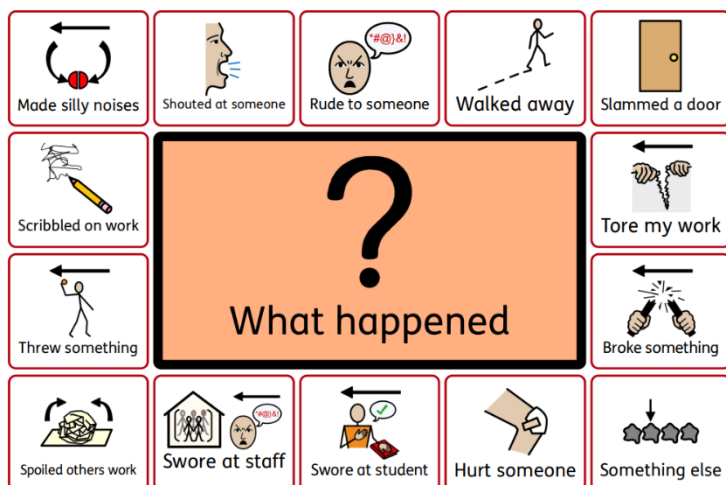 *#@}&!
Made silly noises
Shouted at someone
Rude to someone
Walked away
Slammed a door
Scribbled on work
?
What happened
Tore my work
Threw something
Broke something
*#@}&!
Spoiled others work
Swore at staff
Swore at student
Hurt someone
Something else